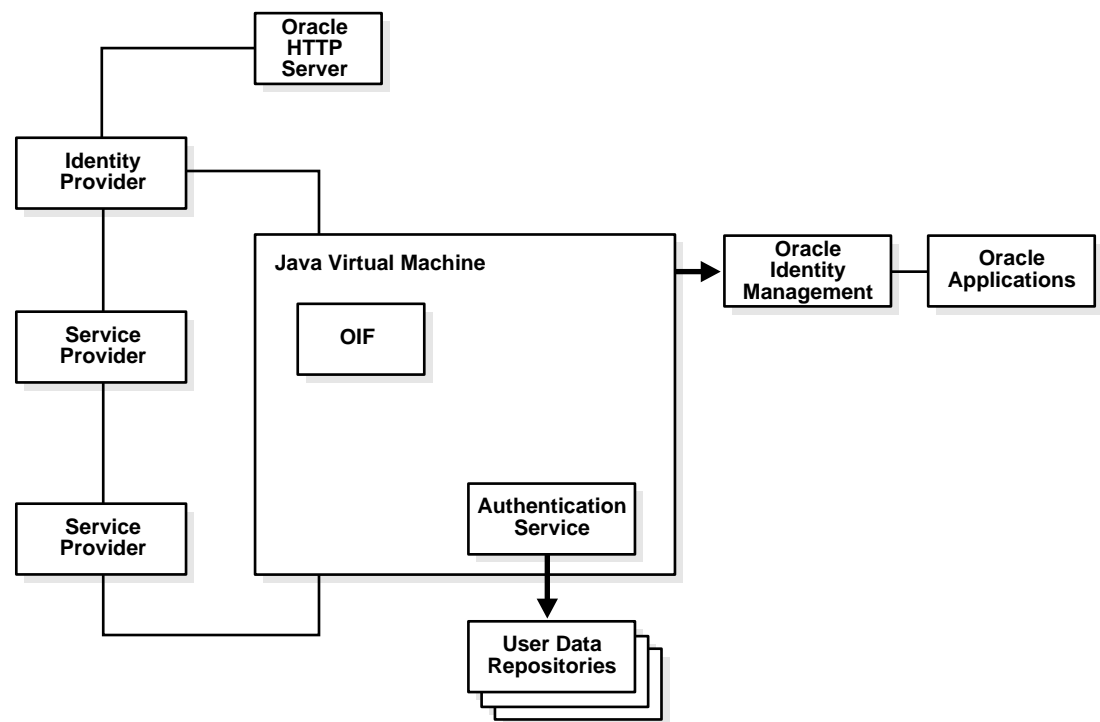 Oracle
HTTP
Server
Identity
Provider
Java Virtual Machine
Oracle
Identity
Management
Oracle
Applications
OIF
Service
Provider
Service
Provider
Authentication
Service
User Data
Repositories